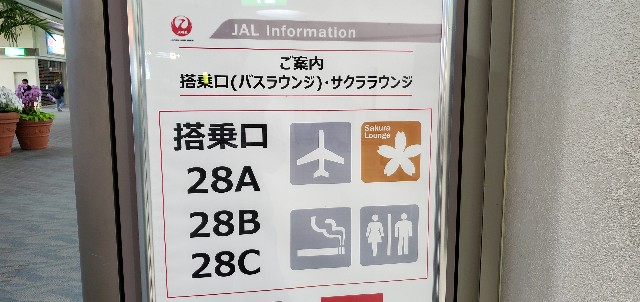 JAL Information
ご案内
搭乗口(バスラウンジ)・サクララウンジ
搭乗口
28A
28B
28C
Sakura
Lounge